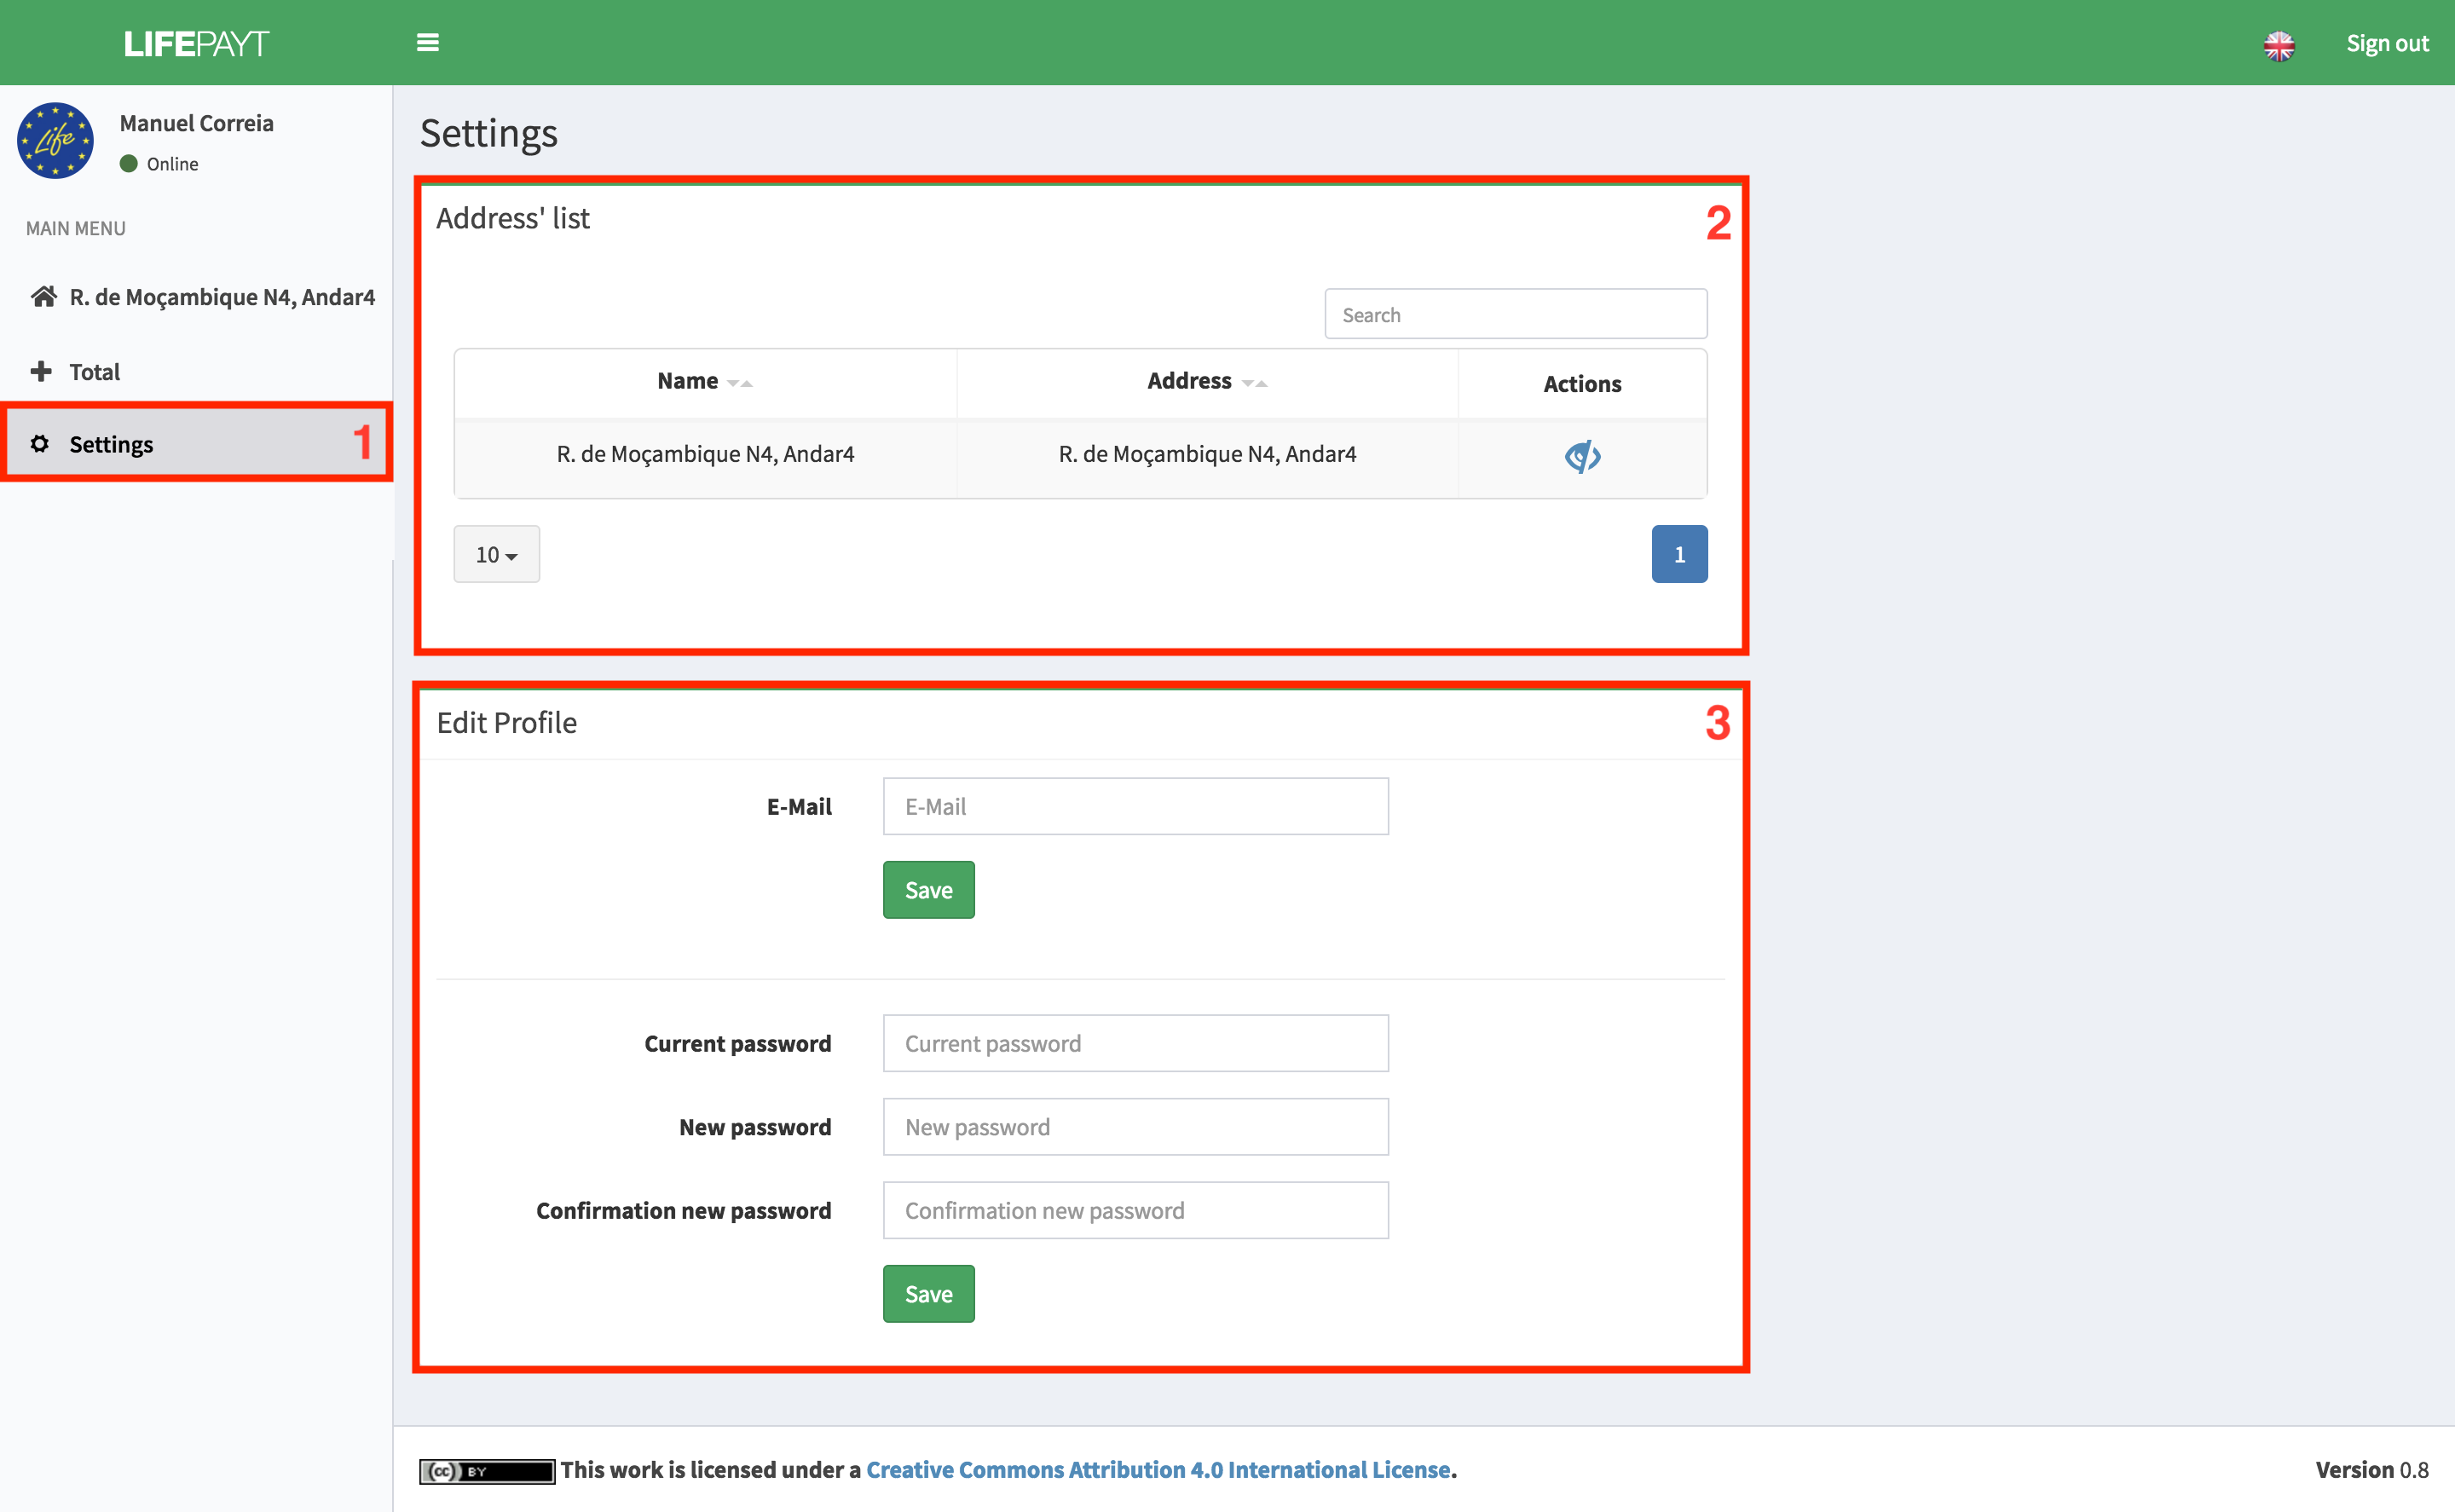 LIFEPAYT
Sign out
Life
Manuel Correia
Online
MAIN MENU
R. de Moçambique N4, Andar4
Total
Settings 1
Settings
Address' list 2
Search
Name Address Actions
R. de Moçambique N4, Andar4 R. de Moçambique N4, Andar4
10 1
Edit Profile 3
E-Mail E-Mail
Save
Current password Current password
New password New password
Confirmation new password Confirmation new password
Save
cc BY This work is licensed under a Creative Commons Attribution 4.0 International License. Version 0.8